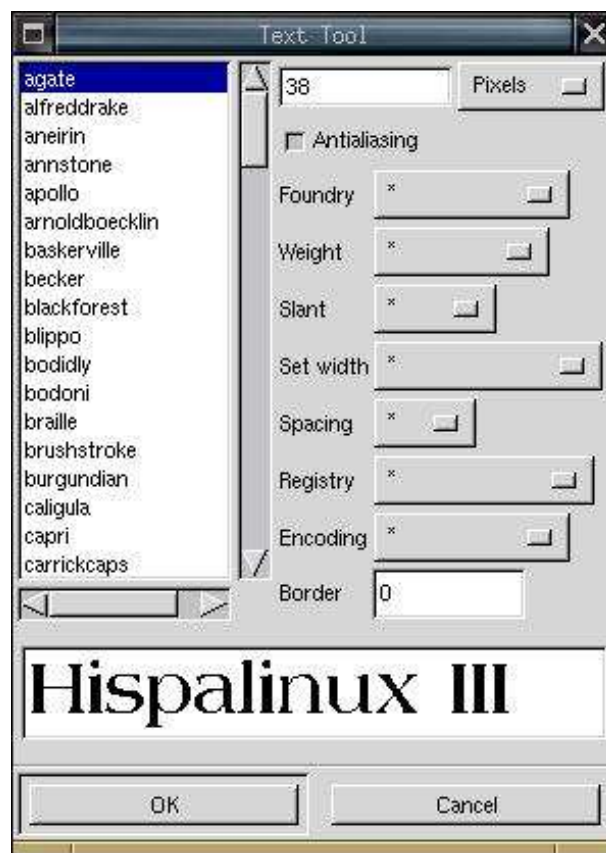 Text Tool
agate
alfreddrake
aneirin
annstone
apollo
arnoldboecklin
baskerville
becker
blackforest
blippo
bodidly
bodoni
braille
brushstroke
burgundian
caligula
capri
carrickcaps
38 Pixels
Antialiasing
Foundry *
Weight *
Slant *
Set width *
Spacing *
Registry *
Encoding *
Border 0
Hispalinux III
OK Cancel